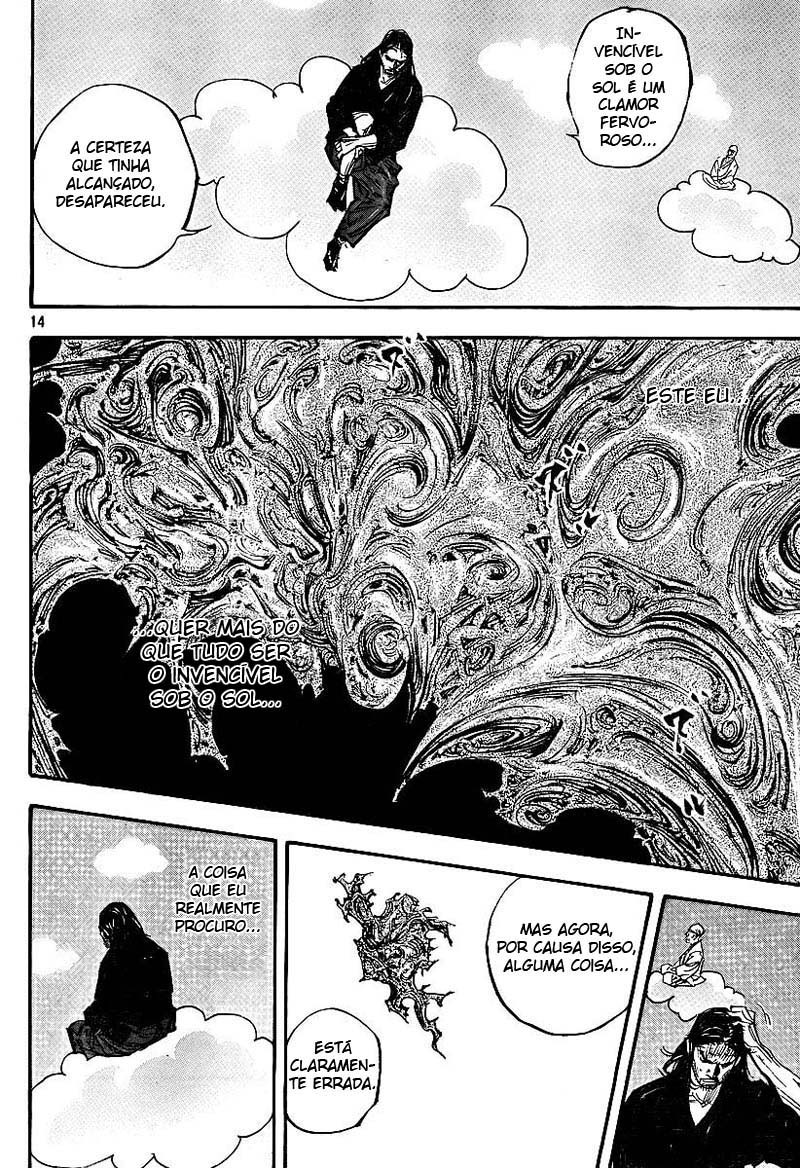 IN-
VENCÍVEL
SOB O
SOL É UM
CLAMOR
FERVO-
ROSO...
A CERTEZA
QUE TINHA
ALCANÇADO,
DESAPARECEU.
14
ESTE EU...
...QUER MAIS DO
QUE TUDO SER
O INVENCÍVEL
SOB O SOL...
MAS AGORA,
POR CAUSA DISSO,
ALGUMA COISA...
ESTÁ
CLARAMEN-
TE ERRADA.
A COISA
QUE EU
REALMENTE
PROCURO...